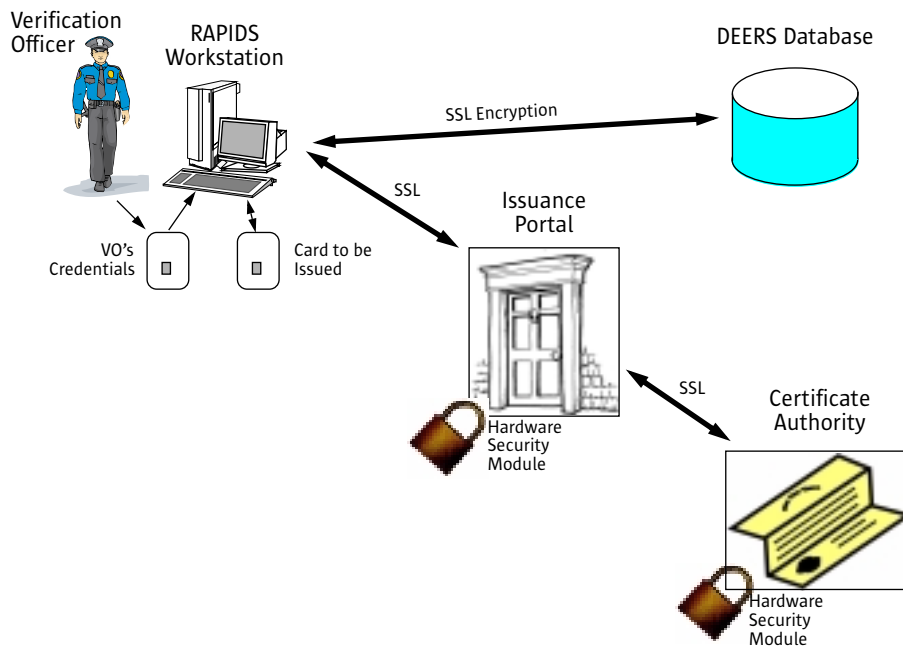 Verification
Officer
RAPIDS
Workstation
DEERS Database
SSL Encryption
SSL
Issuance
Portal
VO's
Credentials
Card to be
Issued
SSL
Certificate
Authority
Hardware
Security
Module
Hardware
Security
Module